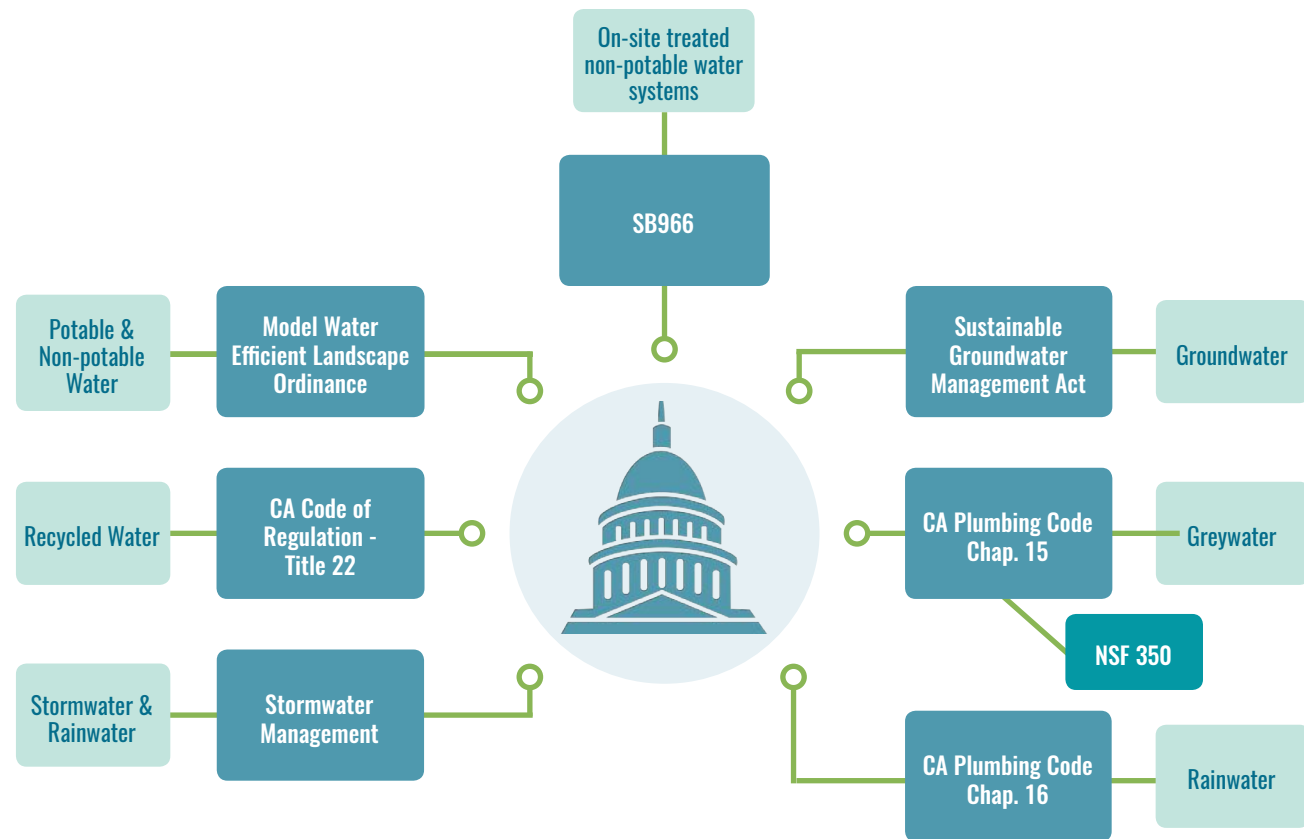 On-site treated
non-potable water
systems
SB966
Potable &
Non-potable
Water
Model Water
Efficient Landscape
Ordinance
Sustainable
Groundwater
Management Act
Groundwater
Recycled Water
CA Code of
Regulation -
Title 22
CA Plumbing Code
Chap. 15
Greywater
NSF 350
Stormwater &
Rainwater
Stormwater
Management
CA Plumbing Code
Chap. 16
Rainwater